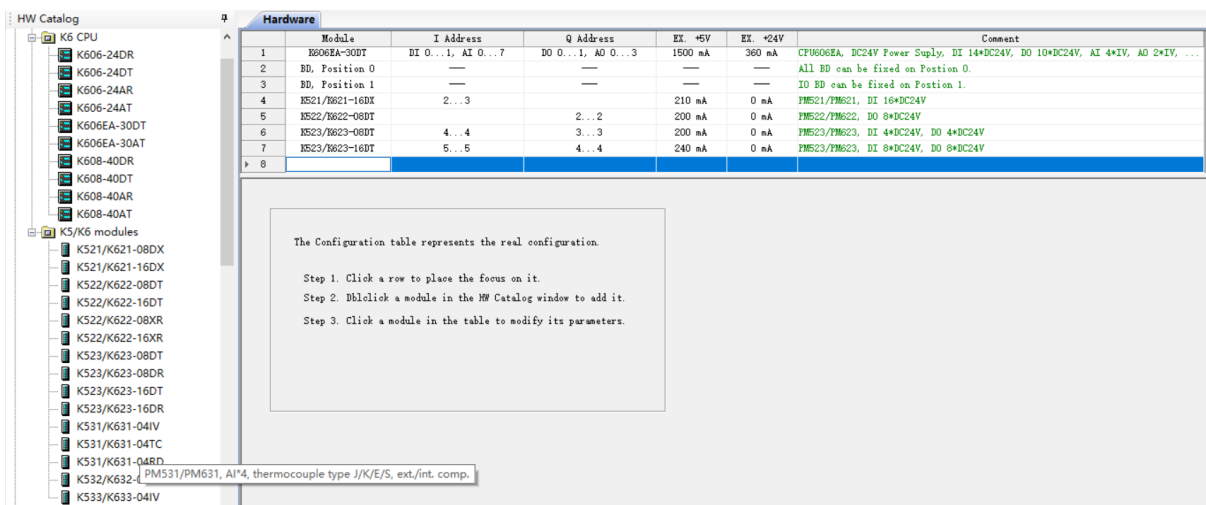 HW Catalog
K6 CPU
K606-24DR
K606-24DT
K606-24AR
K606-24AT
K606EA-30DT
K606EA-30AT
K608-40DR
K608-40DT
K608-40AR
K608-40AT
K5/K6 modules
K521/K621-08DX
K521/K621-16DX
K522/K622-08DT
K522/K622-16DT
K522/K622-08XR
K522/K622-16XR
K523/K623-08DT
K523/K623-08DR
K523/K623-16DT
K523/K623-16DR
K531/K631-04IV
K531/K631-04TC
K531/K631-04RD
PM531/PM631, AI*4, thermocouple type J/K/E/S, ext./int. comp.
K532/K632-0
K533/K633-04IV
Hardware
Module I Address Q Address EX. +5V EX. +24V Comment
1 K606EA-30DT DI 0...1, AI 0...7 DO 0...1, AO 0...3 1500 mA 360 mA CPU606EA, DC24V Power Suply, DI 14*DC24V, DO 10*DC24V, AI 4*IV, AO 2*IV, ...
2 BD, Position 0 —— —— —— —— All BD can be fixed on Postion 0.
3 BD, Position 1 —— —— —— —— IO BD can be fixed on Postion 1.
4 K521/K621-16DX 2...3 210 mA 0 mA PM521/PM621, DI 16*DC24V
5 K522/K622-08DT 2...2 200 mA 0 mA PM522/PM622, DO 8*DC24V
6 K523/K623-08DT 4...4 3...3 200 mA 0 mA PM523/PM623, DI 4*DC24V, DO 4*DC24V
7 K523/K623-16DT 5...5 4...4 240 mA 0 mA PM523/PM623, DI 8*DC24V, DO 8*DC24V
8
The Configuration table represents the real configuration.
Step 1. Click a row to place the focus on it.
Step 2. Dblclick a module in the HW Catalog window to add it.
Step 3. Click a module in the table to modify its parameters.